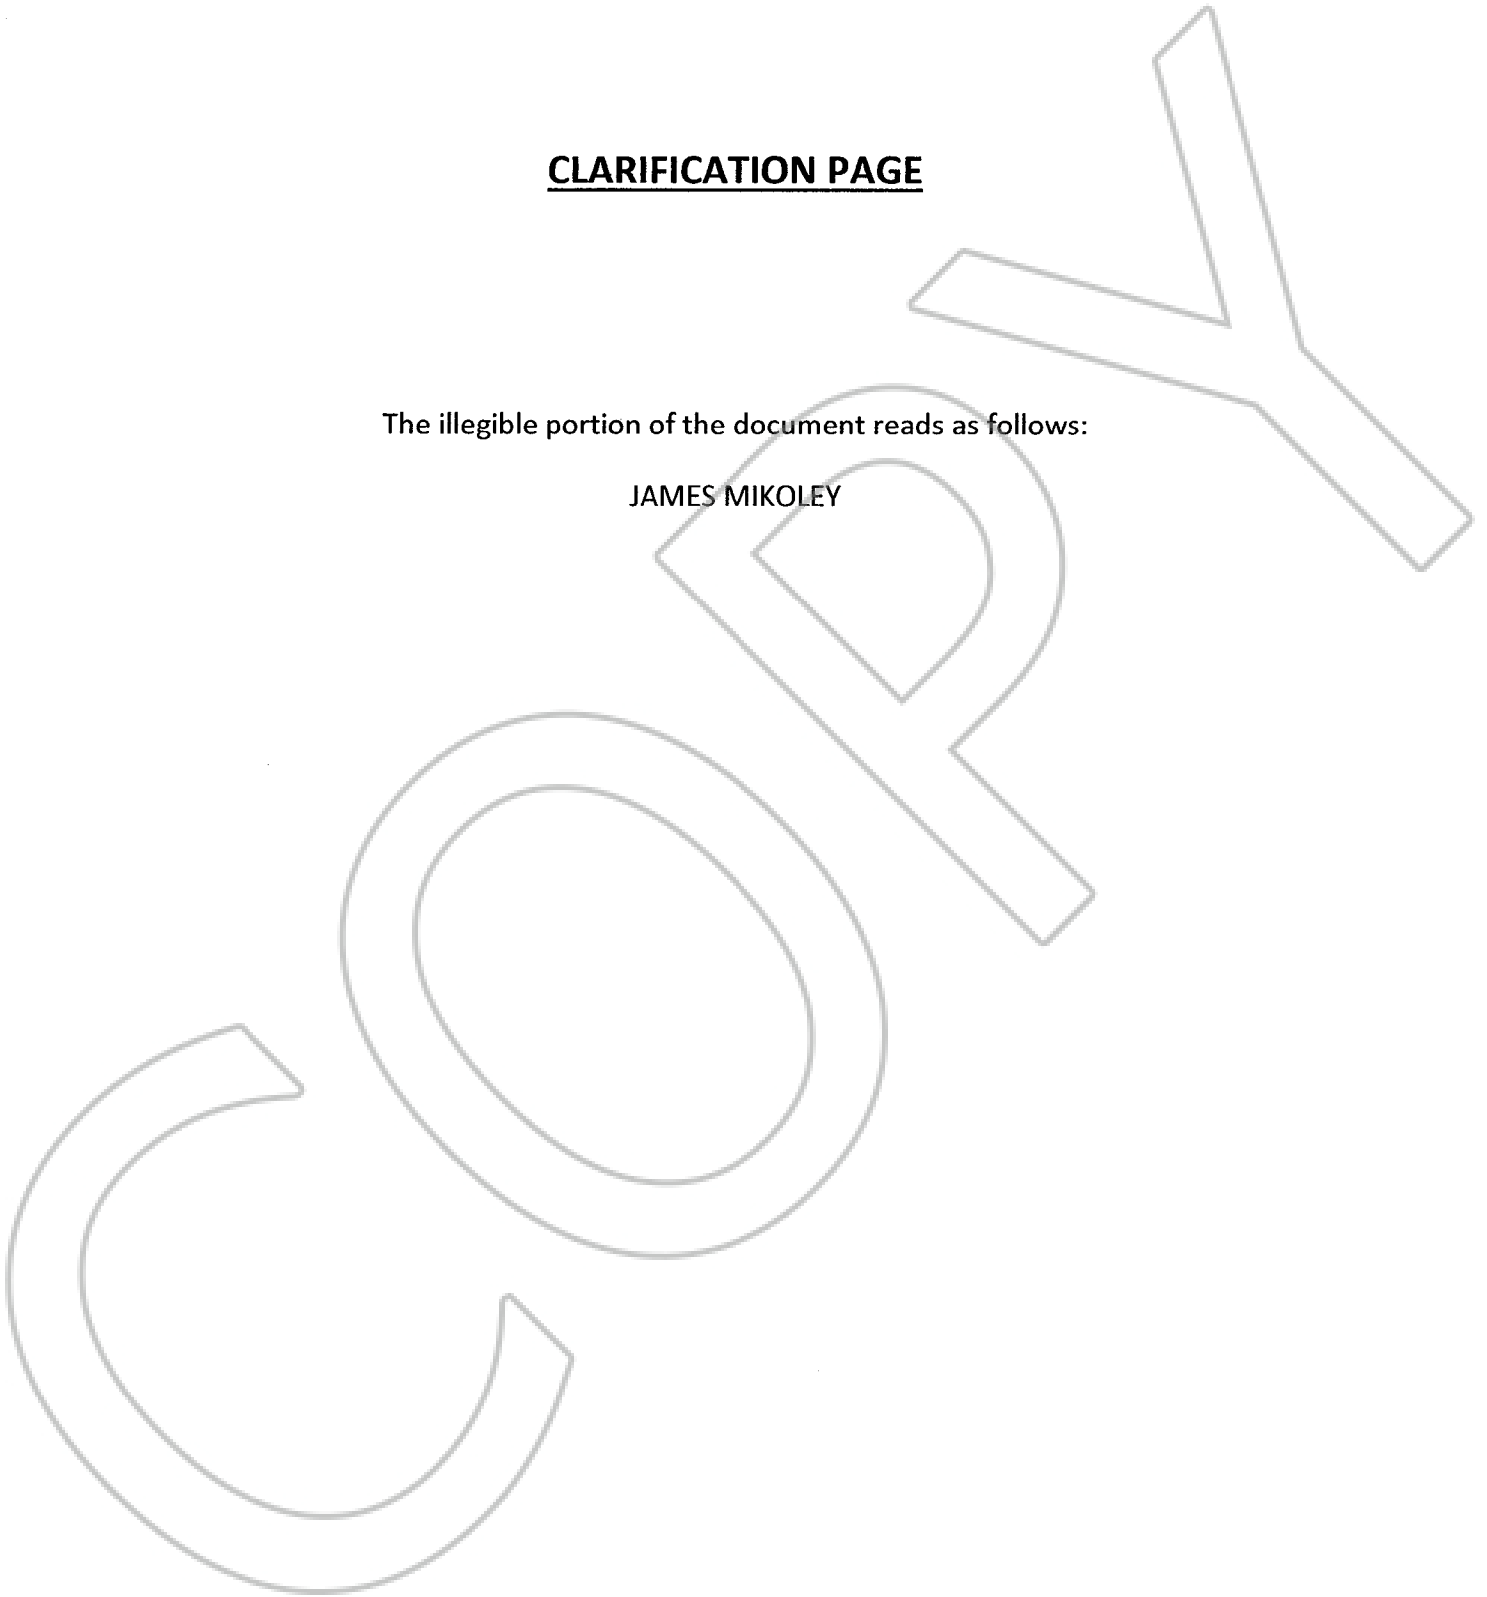 CLARIFICATION PAGE
The illegible portion of the document reads as follows:
JAMES MIKOLEY
COPY